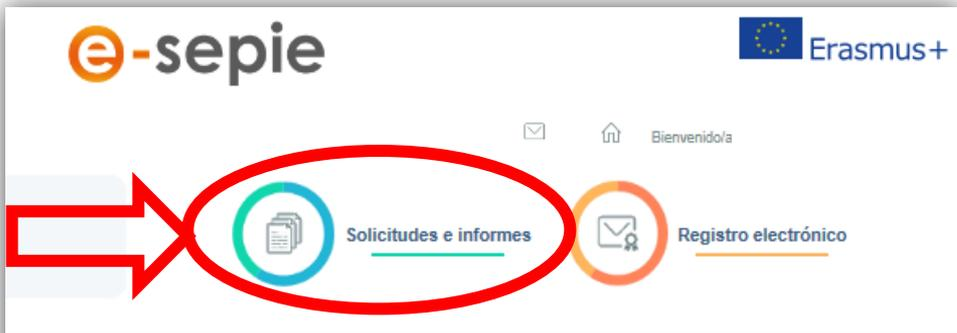 e-sepie
Erasmus+
Bienvenido/a
Solicitudes e informes
Registro electrónico